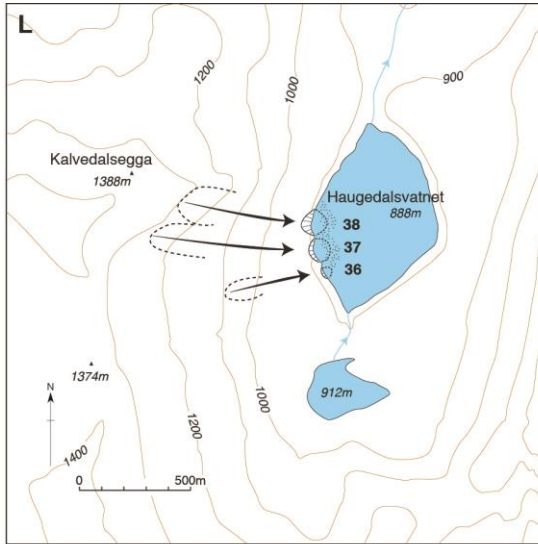 L
1200
1000
900
Kalvedalsegga
1388m
Haugedalsvatnet
888m
38
37
36
1374m
N
912m
1000
1200
1400
0 500m